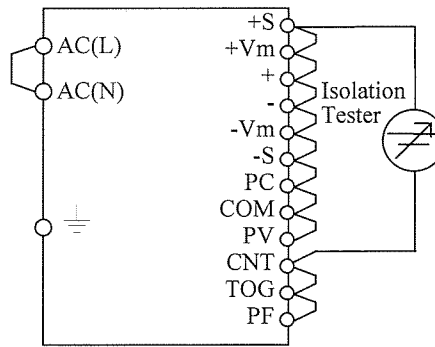 +S
AC(L)
+Vm
+
AC(N)
-
Isolation
Tester
-Vm
-S
PC
COM
PV
CNT
TOG
PF